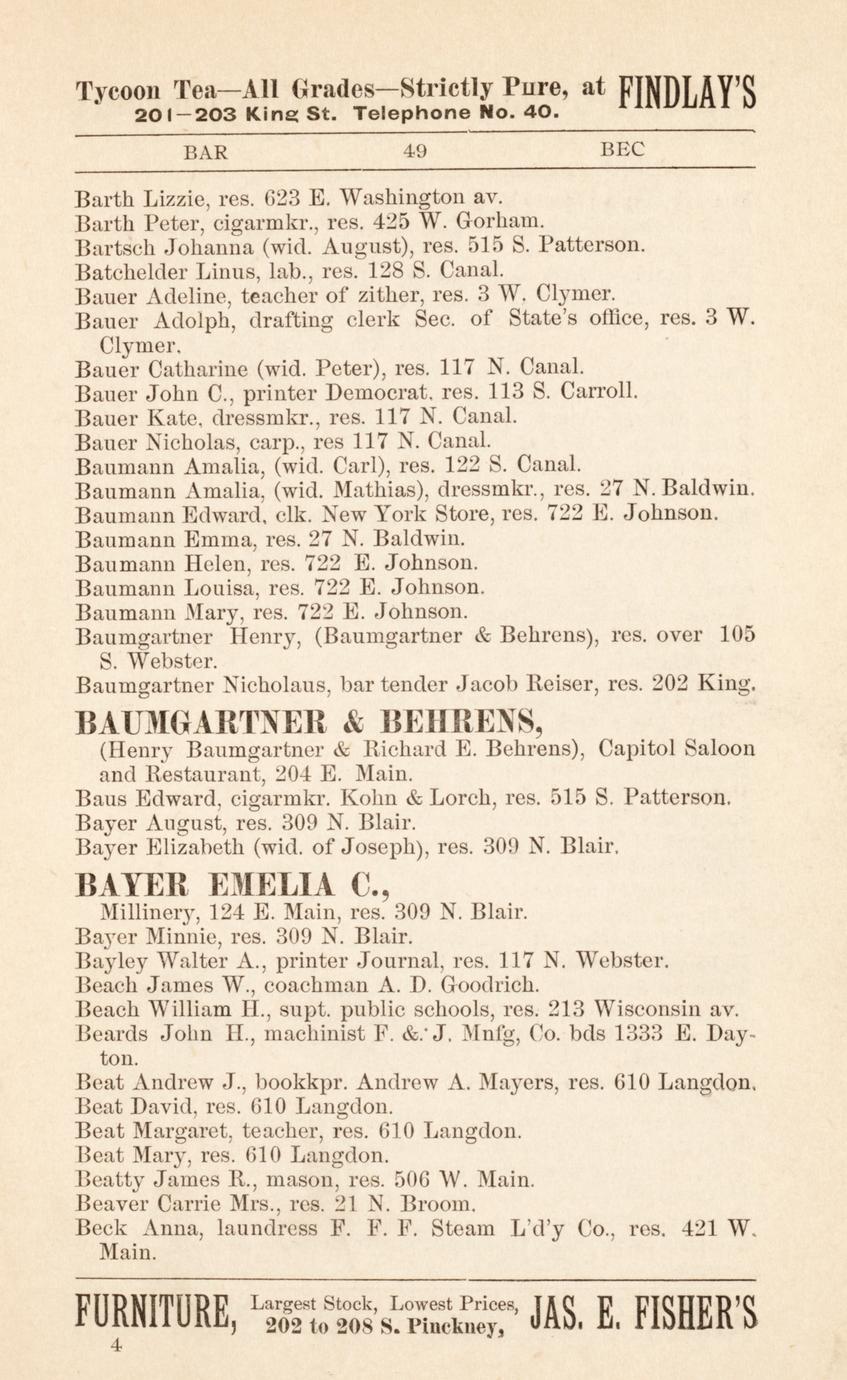 Tycoon Tea—All Grades—Strictly Pure, at FINDLAY'S
201–203 King St. Telephone No. 40.
BAR 49 BEC
Barth Lizzie, res. 623 E. Washington av.
Barth Peter, cigarmkr., res. 425 W. Gorham.
Bartsch Johanna (wid. August), res. 515 S. Patterson.
Batchelder Linus, lab., res. 128 S. Canal.
Bauer Adeline, teacher of zither, res. 3 W. Clymer.
Bauer Adolph, drafting clerk Sec. of State's office, res. 3 W.
Clymer.
Bauer Catharine (wid. Peter), res. 117 N. Canal.
Bauer John C., printer Democrat, res. 113 S. Carroll.
Bauer Kate, dressmkr., res. 117 N. Canal.
Bauer Nicholas, carp., res 117 N. Canal.
Baumann Amalia, (wid. Carl), res. 122 S. Canal.
Baumann Amalia, (wid. Mathias), dressmkr., res. 27 N. Baldwin.
Baumann Edward, clk. New York Store, res. 722 E. Johnson.
Baumann Emma, res. 27 N. Baldwin.
Baumann Helen, res. 722 E. Johnson.
Baumann Louisa, res. 722 E. Johnson.
Baumann Mary, res. 722 E. Johnson.
Baumgartner Henry, (Baumgartner & Behrens), res. over 105
S. Webster.
Baumgartner Nicholaus, bar tender Jacob Reiser, res. 202 King.
BAUMGARTNER & BEHRENS,
(Henry Baumgartner & Richard E. Behrens), Capitol Saloon
and Restaurant, 204 E. Main.
Baus Edward, cigarmkr. Kohn & Lorch, res. 515 S. Patterson.
Bayer August, res. 309 N. Blair.
Bayer Elizabeth (wid. of Joseph), res. 309 N. Blair.
BAYER EMELIA C.,
Millinery, 124 E. Main, res. 309 N. Blair.
Bayer Minnie, res. 309 N. Blair.
Bayley Walter A., printer Journal, res. 117 N. Webster.
Beach James W., coachman A. D. Goodrich.
Beach William H., supt. public schools, res. 213 Wisconsin av.
Beards John H., machinist F. & J. Mnfg, Co. bds 1333 E. Day-
ton.
Beat Andrew J., bookkpr. Andrew A. Mayers, res. 610 Langdon.
Beat David, res. 610 Langdon.
Beat Margaret, teacher, res. 610 Langdon.
Beat Mary, res. 610 Langdon.
Beatty James R., mason, res. 506 W. Main.
Beaver Carrie Mrs., res. 21 N. Broom.
Beck Anna, laundress F. F. F. Steam L'd'y Co., res. 421 W.
Main.
FURNITURE, Largest Stock, Lowest Prices, JAS. E. FISHER'S
202 to 208 S. Pinckney,
4